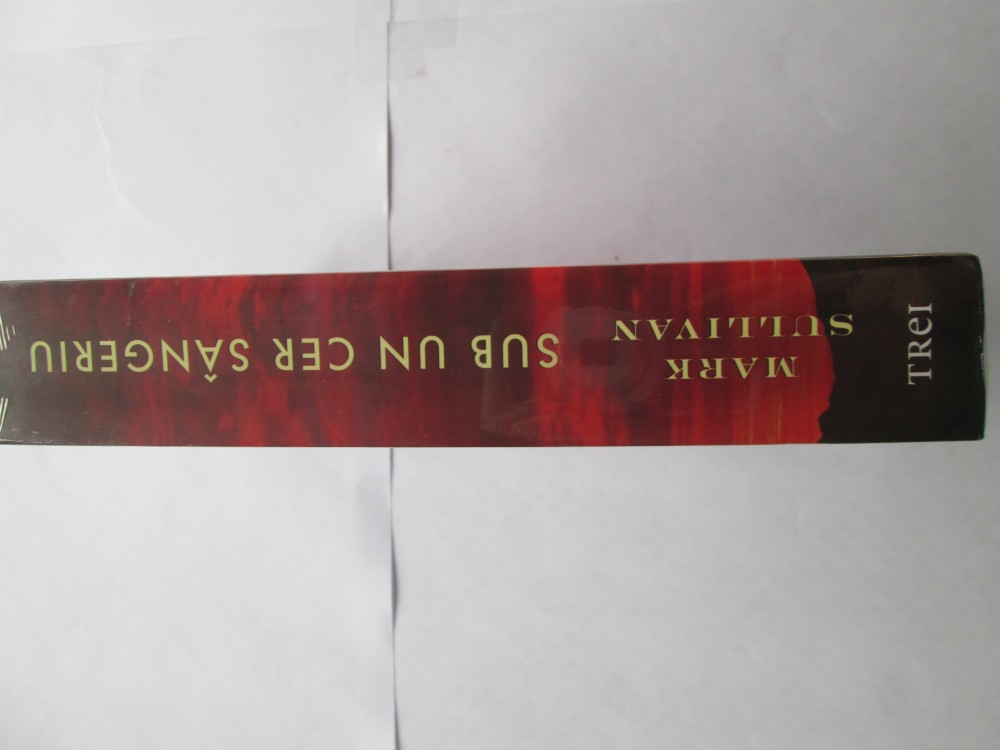 MARK
SULLIVAN
SUB UN CER SÂNGERIU
TREI